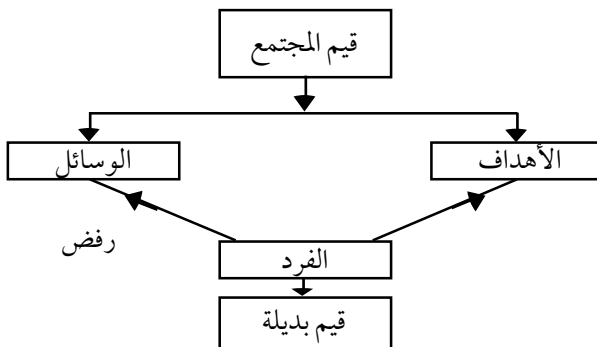 قيم المجتمع
الأهداف
الوسائل
رفض
الفرد
قيم بديلة